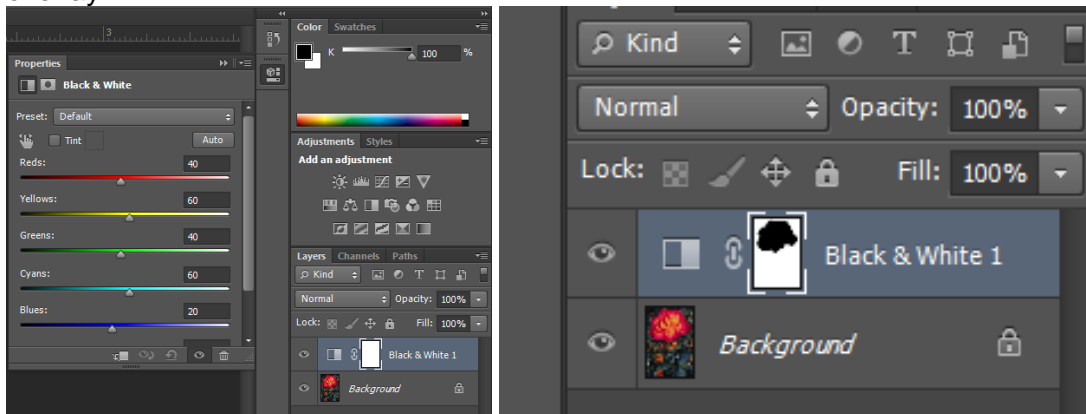 3
Properties
Black & White
Preset: Default
Tint
Auto
Reds: 40
Yellows: 60
Greens: 40
Cyans: 60
Blues: 20
Color Swatches
K 100 %
Adjustments Styles
Add an adjustment
Layers Channels Paths
Kind T
Normal Opacity: 100%
Lock: Fill: 100%
Black & White 1
Background
Kind T
Normal Opacity: 100%
Lock: Fill: 100%
Black & White 1
Background